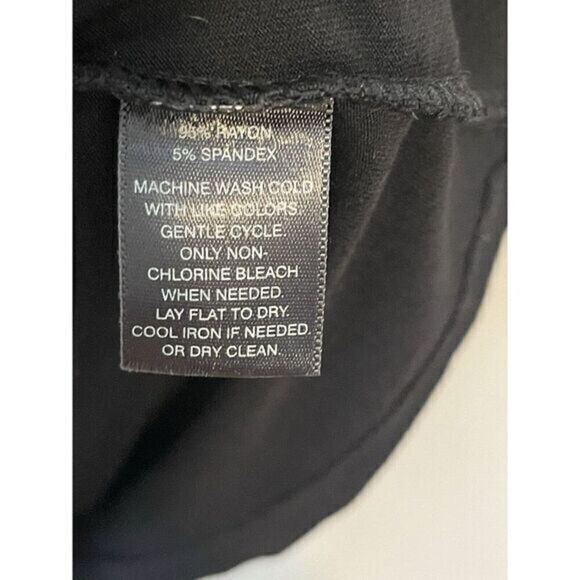 95% RAYON
5% SPANDEX
MACHINE WASH COLD
WITH LIKE COLORS.
GENTLE CYCLE.
ONLY NON-
CHLORINE BLEACH
WHEN NEEDED.
LAY FLAT TO DRY.
COOL IRON IF NEEDED.
OR DRY CLEAN.